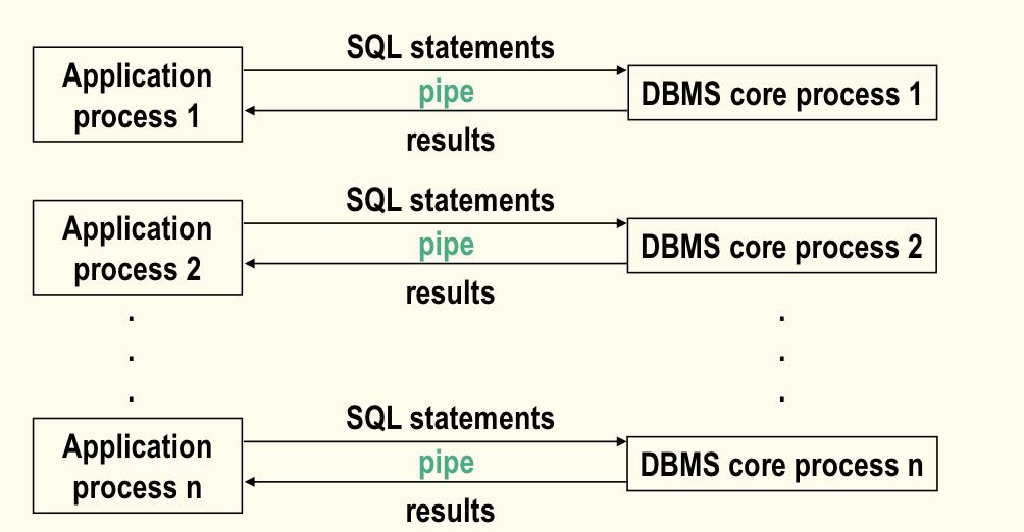 SQL statements
Application
process 1
pipe
DBMS core process 1
results
SQL statements
Application
process 2
pipe
DBMS core process 2
results
SQL statements
Application
process n
pipe
DBMS core process n
results